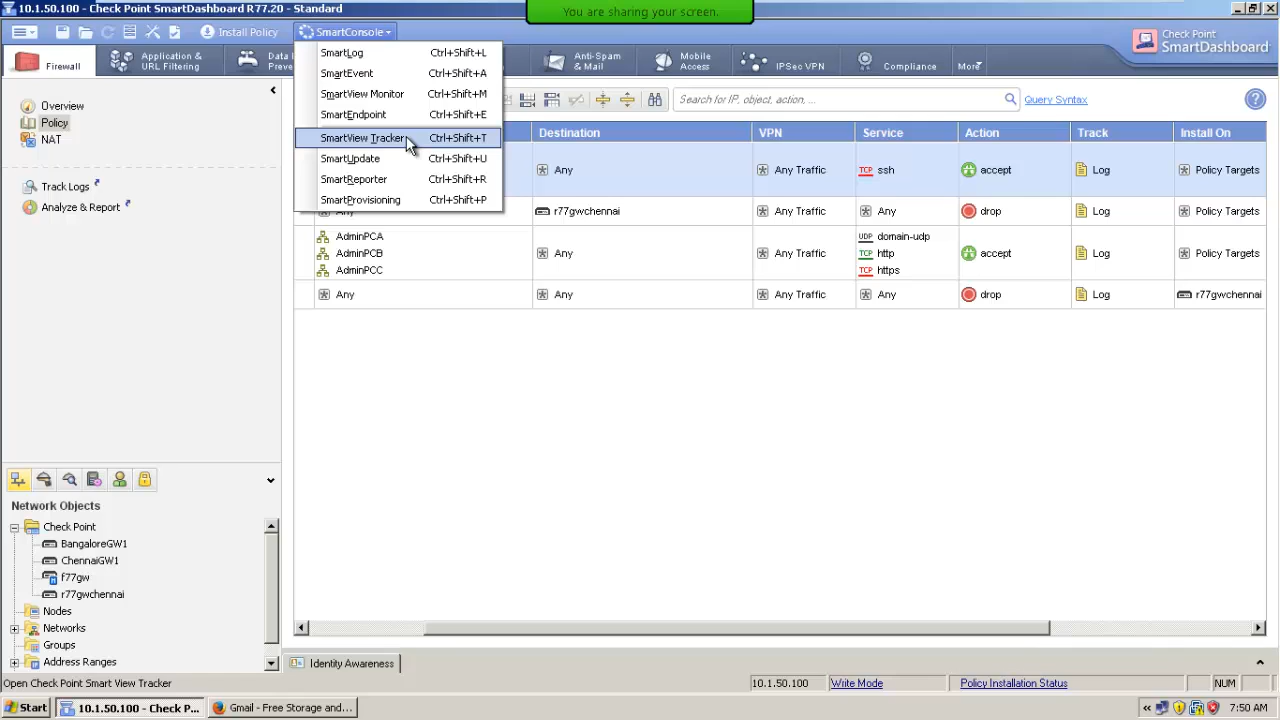 10.1.50.100 - Check Point SmartDashboard R77.20 - Standard
You are sharing your screen.
Install Policy
SmartConsole
Check Point
SmartDashboard
Firewall
Application &
URL Filtering
Data
Preve
Anti-Spam
& Mail
Mobile
Access
IPSec VPN
Compliance
More
SmartLog Ctrl+Shift+L
SmartEvent Ctrl+Shift+A
SmartView Monitor Ctrl+Shift+M
SmartEndpoint Ctrl+Shift+E
SmartView Tracker Ctrl+Shift+T
SmartUpdate Ctrl+Shift+U
SmartReporter Ctrl+Shift+R
SmartProvisioning Ctrl+Shift+P
Overview
Policy
NAT
Track Logs
Analyze & Report
Search for IP, object, action, ...
Query Syntax
Destination VPN Service Action Track Install On
Any Any Traffic TCP ssh accept Log Policy Targets
Any r77gwchennai Any Traffic Any drop Log Policy Targets
AdminPCA
AdminPCB
AdminPCC
Any Any Traffic
UDP domain-udp
TCP http
TCP https
accept Log Policy Targets
Any Any Any Traffic Any drop Log r77gwchennai
Network Objects
Check Point
BangaloreGW1
ChennaiGW1
f77gw
r77gwchennai
Nodes
Networks
Groups
Address Ranges
Identity Awareness
Open Check Point Smart View Tracker
10.1.50.100
Write Mode
Policy Installation Status
NUM
Start
10.1.50.100 - Check P...
Gmail - Free Storage and...
7:50 AM